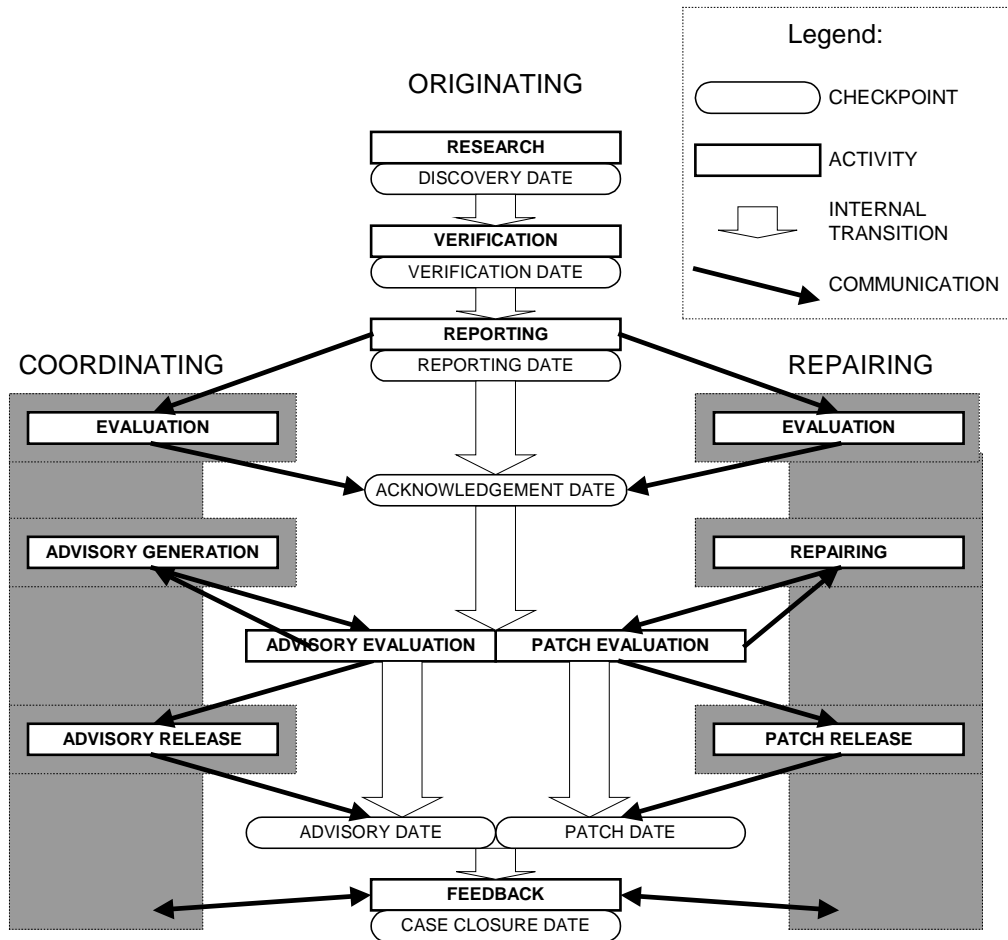 Legend:
CHECKPOINT
ACTIVITY
INTERNAL
TRANSITION
COMMUNICATION
ORIGINATING
RESEARCH
DISCOVERY DATE
VERIFICATION
VERIFICATION DATE
REPORTING
REPORTING DATE
COORDINATING
REPAIRING
EVALUATION
EVALUATION
ACKNOWLEDGEMENT DATE
ADVISORY GENERATION
REPAIRING
ADVISORY EVALUATION
PATCH EVALUATION
ADVISORY RELEASE
PATCH RELEASE
ADVISORY DATE
PATCH DATE
FEEDBACK
CASE CLOSURE DATE